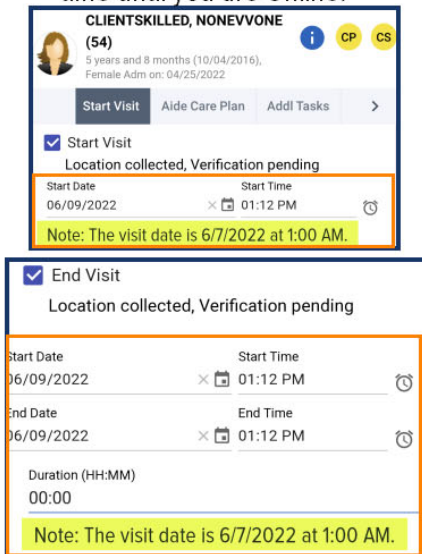 CLIENTSKILLED, NONEVVONE
(54)
5 years and 8 months (10/04/2016),
Female Adm on: 04/25/2022
i CP CS
Start Visit Aide Care Plan Addl Tasks >
Start Visit
Location collected, Verification pending
Start Date Start Time
06/09/2022 × 01:12 PM
Note: The visit date is 6/7/2022 at 1:00 AM.
End Visit
Location collected, Verification pending
Start Date Start Time
06/09/2022 × 01:12 PM
End Date End Time
06/09/2022 × 01:12 PM
Duration (HH:MM)
00:00
Note: The visit date is 6/7/2022 at 1:00 AM.